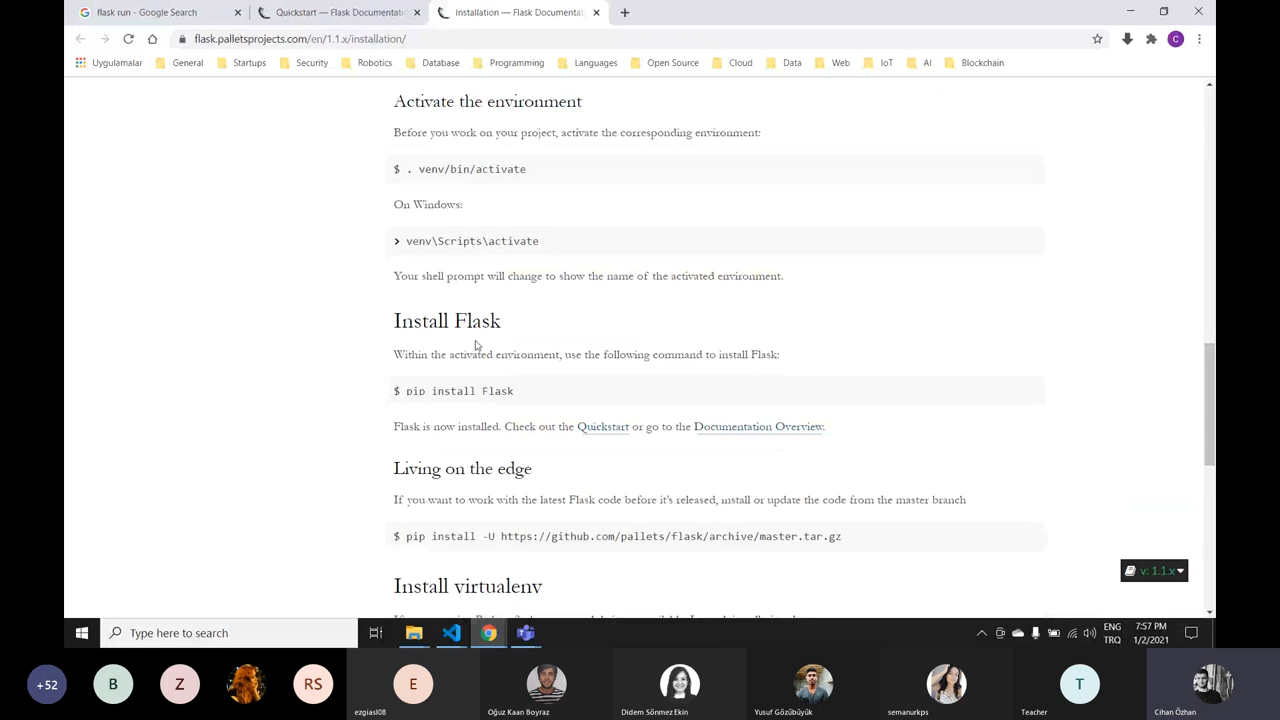 flask run - Google Search
Quickstart — Flask Documentat
Installation — Flask Documentat
flask.palletsprojects.com/en/1.1.x/installation/
C
Uygulamalar
General
Startups
Security
Robotics
Database
Programming
Languages
Open Source
Cloud
Data
Web
IoT
AI
Blockchain
Activate the environment
Before you work on your project, activate the corresponding environment:
$ . venv/bin/activate
On Windows:
> venv\Scripts\activate
Your shell prompt will change to show the name of the activated environment.
Install Flask
Within the activated environment, use the following command to install Flask:
$ pip install Flask
Flask is now installed. Check out the Quickstart or go to the Documentation Overview.
Living on the edge
If you want to work with the latest Flask code before it's released, install or update the code from the master branch
$ pip install -U https://github.com/pallets/flask/archive/master.tar.gz
v: 1.1.x
Install virtualenv
Type here to search
ENG
TRQ
7:57 PM
1/2/2021
+52
B
Z
RS
E
T
ezgiasl08
Oğuz Kaan Boyraz
Didem Sönmez Ekin
Yusuf Gözübüyük
semanurkps
Teacher
Cihan Özhan